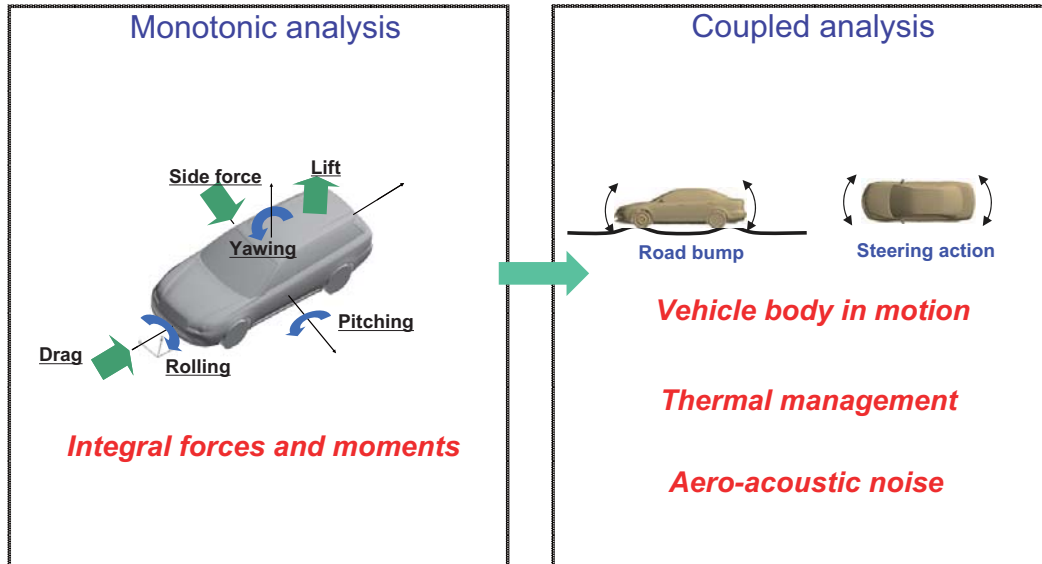 Monotonic analysis
Side force
Lift
Yawing
Pitching
Drag
Rolling
Integral forces and moments
Coupled analysis
Road bump
Steering action
Vehicle body in motion
Thermal management
Aero-acoustic noise